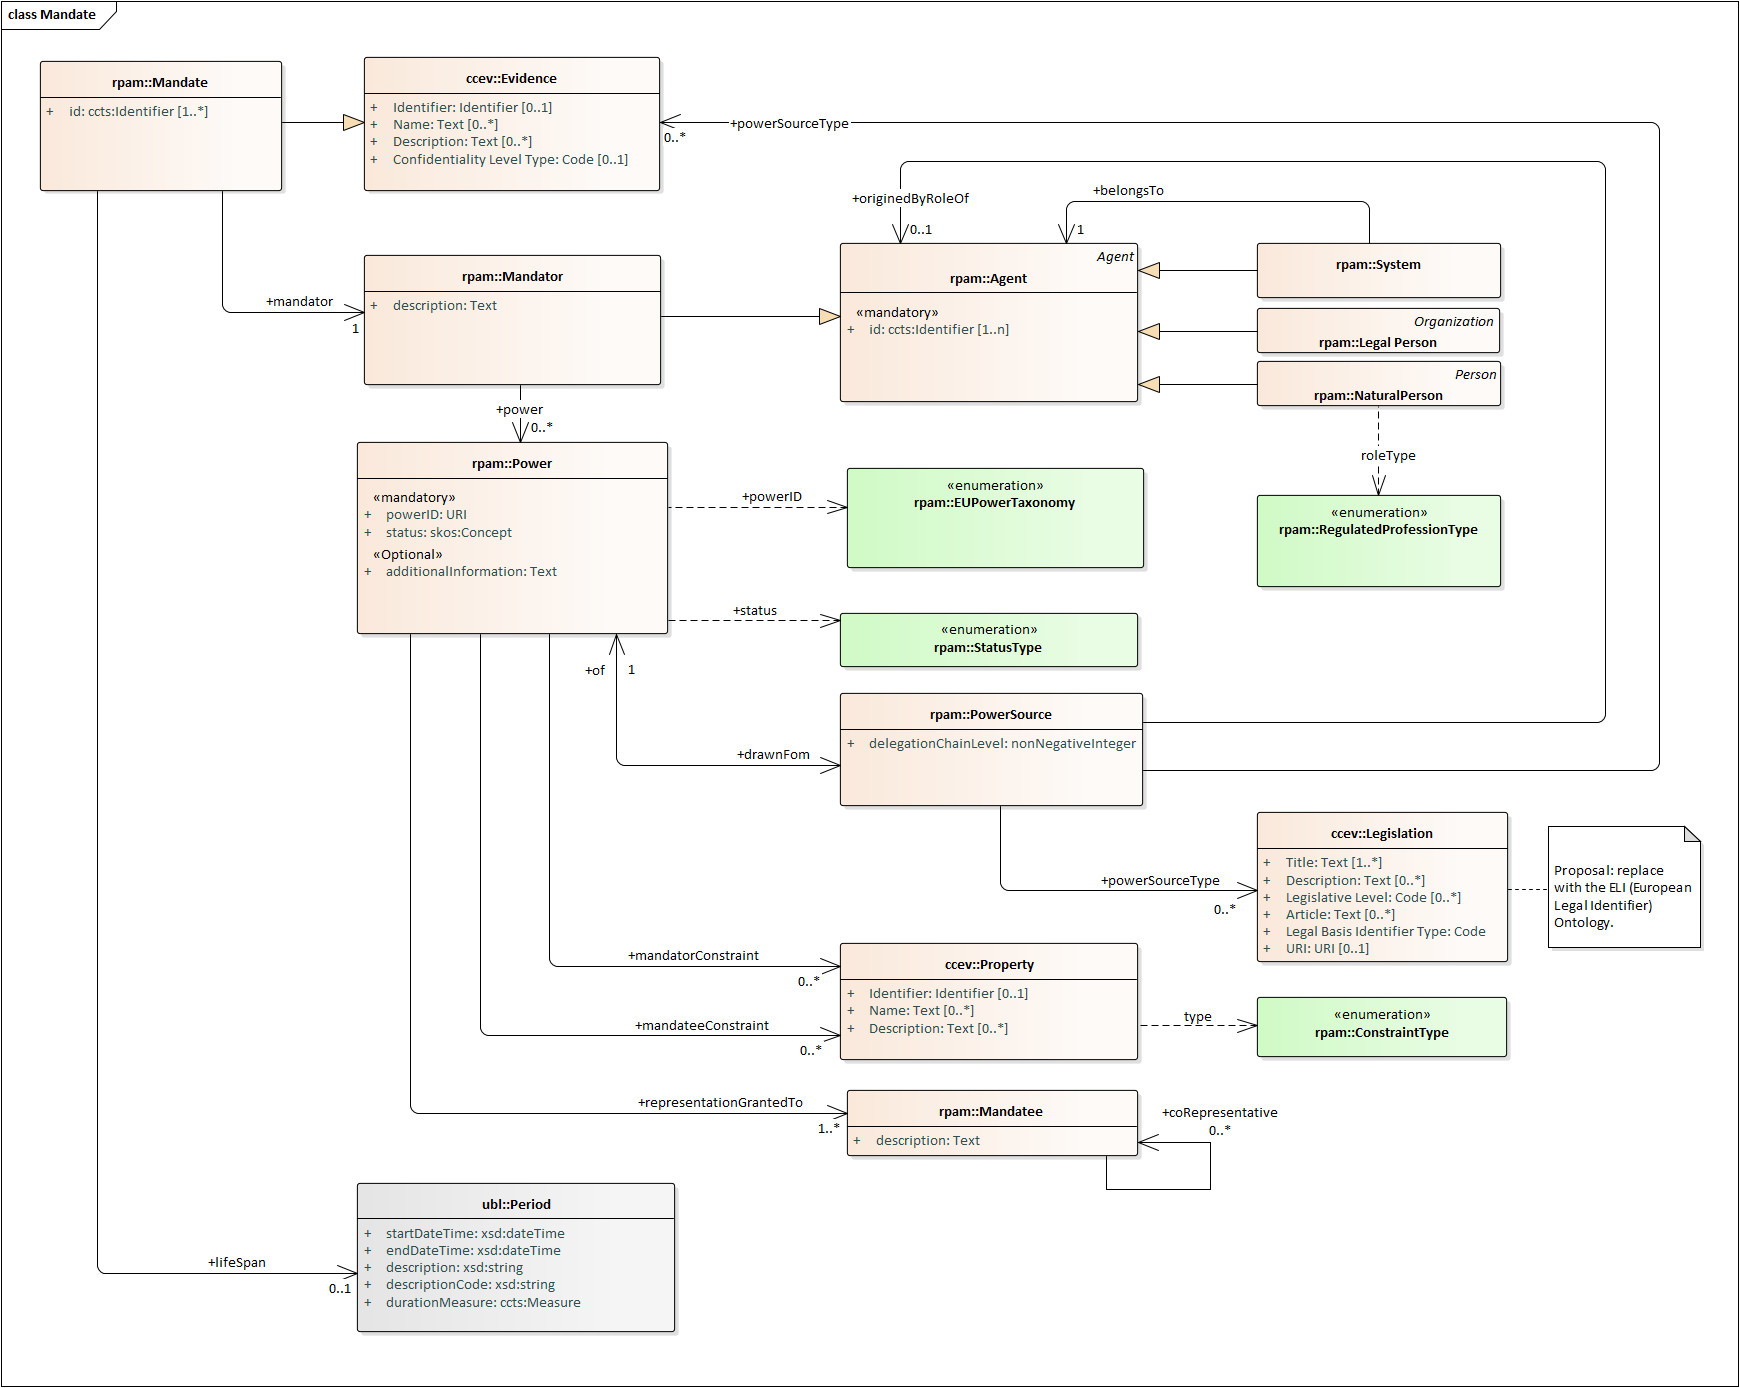 class Mandate
rpam::Mandate
+ id: ccts:Identifier [1..*]
ccev::Evidence
+ Identifier: Identifier [0..1]
+ Name: Text [0..*]
+ Description: Text [0..*]
+ Confidentiality Level Type: Code [0..1]
+powerSourceType
0..*
+originedByRoleOf
0..1
+belongsTo
1
Agent
rpam::Agent
«mandatory»
+ id: ccts:Identifier [1..n]
rpam::System
Organization
rpam::Legal Person
Person
rpam::NaturalPerson
roleType
«enumeration»
rpam::RegulatedProfessionType
+mandator
1
rpam::Mandator
+ description: Text
+power
0..*
rpam::Power
«mandatory»
+ powerID: URI
+ status: skos:Concept
«Optional»
+ additionalInformation: Text
+powerID
«enumeration»
rpam::EUPowerTaxonomy
+status
«enumeration»
rpam::StatusType
+of
1
+drawnFom
rpam::PowerSource
+ delegationChainLevel: nonNegativeInteger
+powerSourceType
0..*
ccev::Legislation
+ Title: Text [1..*]
+ Description: Text [0..*]
+ Legislative Level: Code [0..*]
+ Article: Text [0..*]
+ Legal Basis Identifier Type: Code
+ URI: URI [0..1]
Proposal: replace
with the ELI (European
Legal Identifier)
Ontology.
+mandatorConstraint
0..*
+mandateeConstraint
0..*
ccev::Property
+ Identifier: Identifier [0..1]
+ Name: Text [0..*]
+ Description: Text [0..*]
type
«enumeration»
rpam::ConstraintType
+representationGrantedTo
1..*
rpam::Mandatee
+ description: Text
+coRepresentative
0..*
+lifeSpan
0..1
ubl::Period
+ startDateTime: xsd:dateTime
+ endDateTime: xsd:dateTime
+ description: xsd:string
+ descriptionCode: xsd:string
+ durationMeasure: ccts:Measure